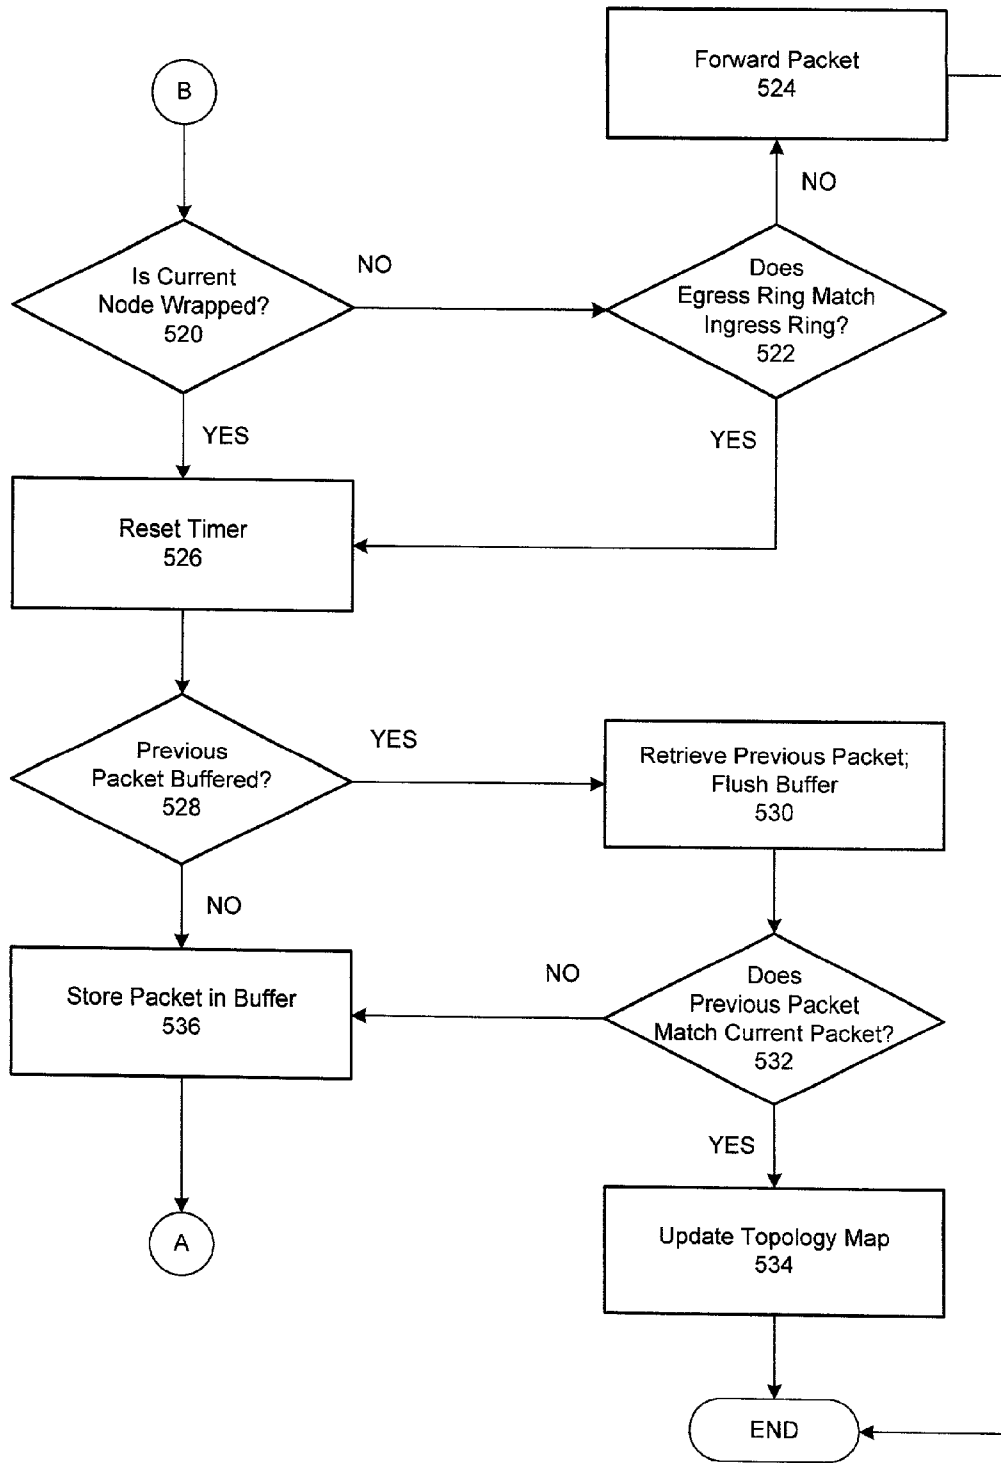 B
Forward Packet
524
NO
Is Current
Node Wrapped?
520
NO
Does
Egress Ring Match
Ingress Ring?
522
YES
YES
Reset Timer
526
Previous
Packet Buffered?
528
YES
Retrieve Previous Packet;
Flush Buffer
530
NO
Store Packet in Buffer
536
NO
Does
Previous Packet
Match Current Packet?
532
YES
A
Update Topology Map
534
END